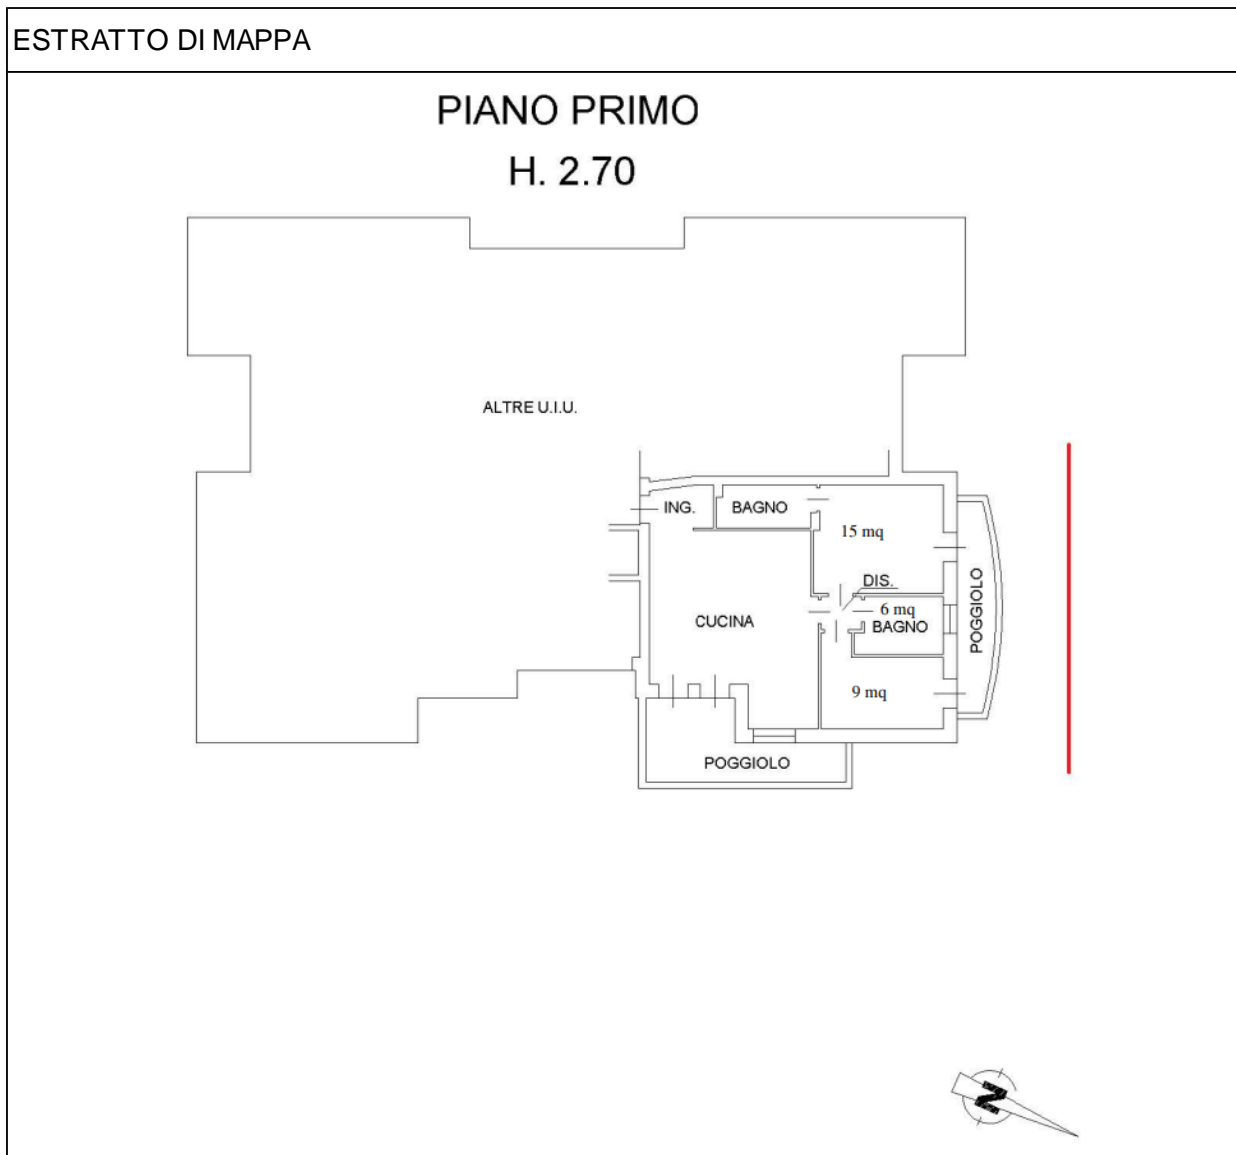 ESTRATTO DI MAPPA
PIANO PRIMO
H. 2.70
ALTRE U.I.U.
ING.
BAGNO
15 mq
DIS.
6 mq
BAGNO
CUCINA
POGGIOLO
9 mq
POGGIOLO
N